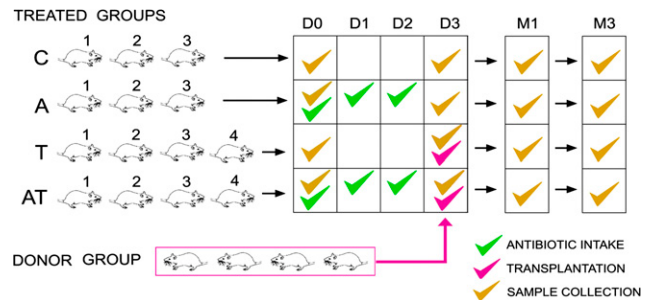 TREATED GROUPS
D0 D1 D2 D3 M1 M3
1 2 3
C
1 2 3
A
1 2 3 4
T
1 2 3 4
AT
DONOR GROUP
ANTIBIOTIC INTAKE
TRANSPLANTATION
SAMPLE COLLECTION